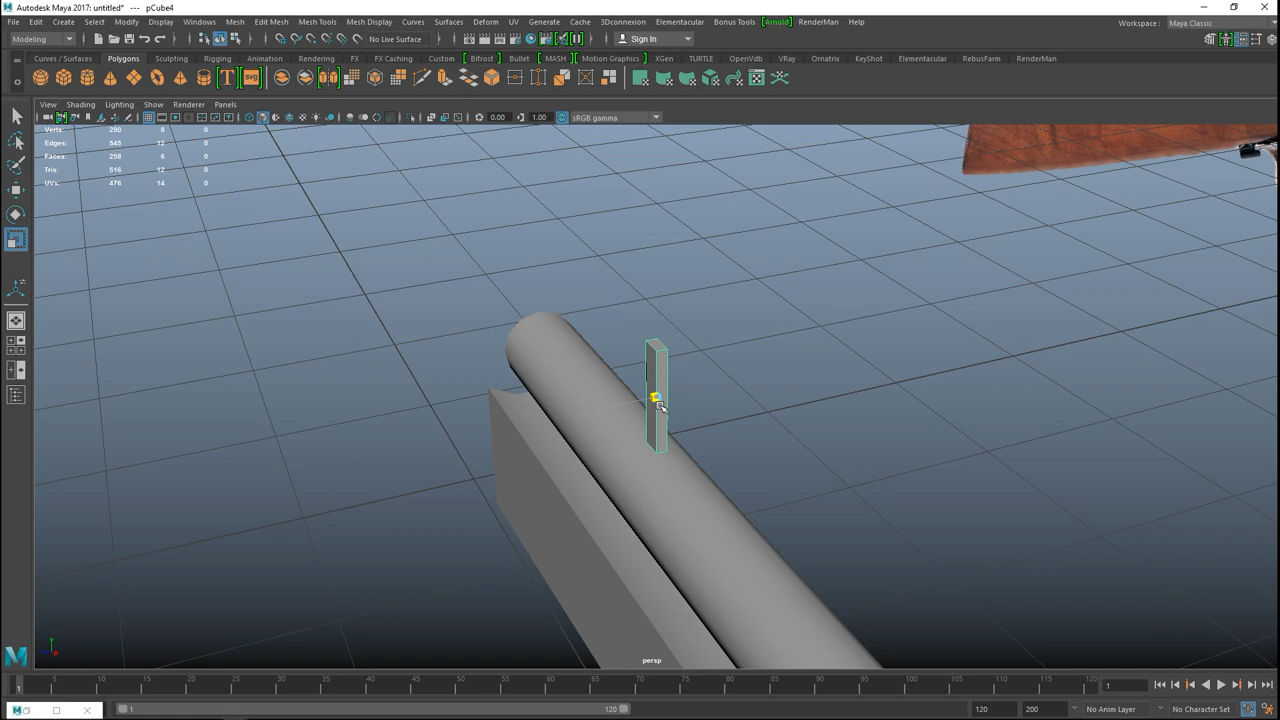 Autodesk Maya 2017: untitled* --- pCube4
File Edit Create Select Modify Display Windows Mesh Edit Mesh Mesh Tools Mesh Display Curves Surfaces Deform UV Generate Cache 3Dconnexion Elementacular Bonus Tools [Arnold] RenderMan Help
Workspace : Maya Classic
Modeling No Live Surface Sign In
Curves / Surfaces Polygons Sculpting Rigging Animation Rendering FX FX Caching Custom Bifrost Bullet MASH Motion Graphics XGen TURTLE OpenVdb VRay Ornatrix KeyShot Elementacular RebusFarm RenderMan
T SVG
View Shading Lighting Show Renderer Panels
0.00 1.00 sRGB gamma
Verts: 290 8 0
Edges: 545 12 0
Faces: 258 6 0
Tris: 516 12 0
UVs: 476 14 0
y
persp
1 5 10 15 20 25 30 35 40 45 50 55 60 65 70 75 80 85 90 95 100 105 110 115 120 1
1 120 120 200 No Anim Layer No Character Set